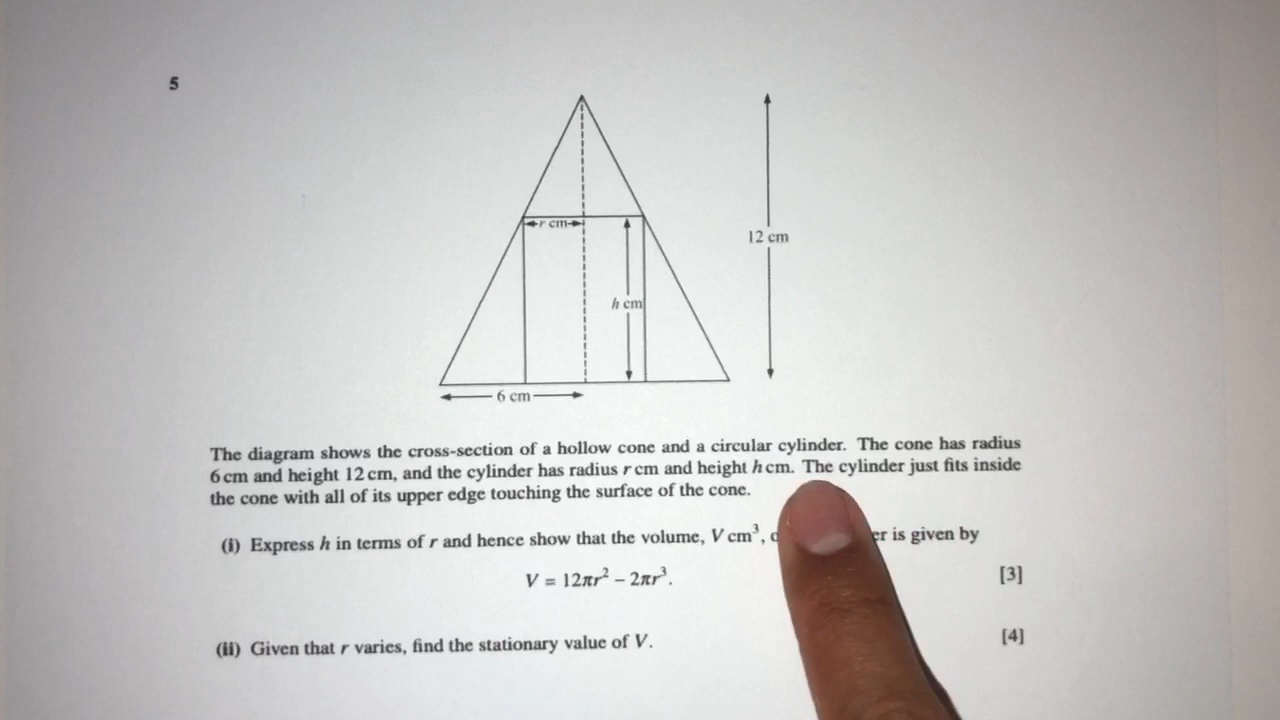 5
r cm
12 cm
h cm
6 cm
The diagram shows the cross-section of a hollow cone and a circular cylinder. The cone has radius
6 cm and height 12 cm, and the cylinder has radius r cm and height h cm. The cylinder just fits inside
the cone with all of its upper edge touching the surface of the cone.
(i) Express h in terms of r and hence show that the volume, V cm³, is given by
V = 12πr² – 2πr³. [3]
(ii) Given that r varies, find the stationary value of V. [4]